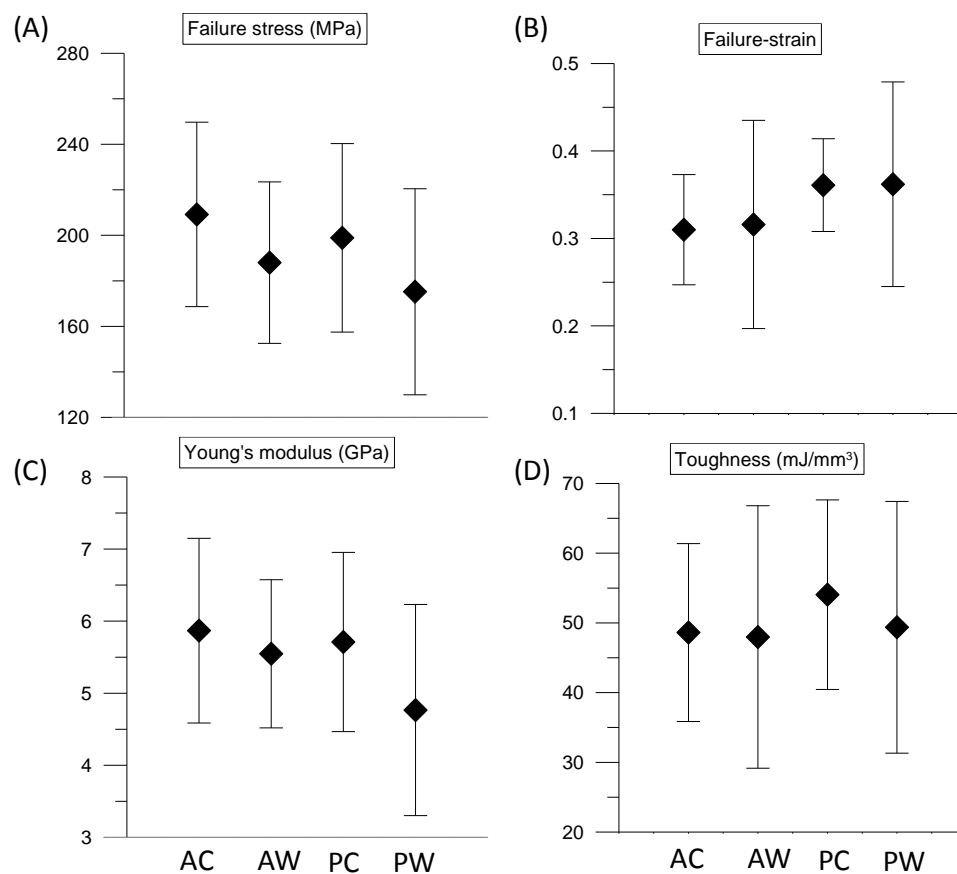 (A)
Failure stress (MPa)
280
240
200
160
120
(B)
Failure-strain
0.5
0.4
0.3
0.2
0.1
(C)
Young's modulus (GPa)
8
7
6
5
4
3
AC AW PC PW
(D)
Toughness (mJ/mm³)
70
60
50
40
30
20
AC AW PC PW